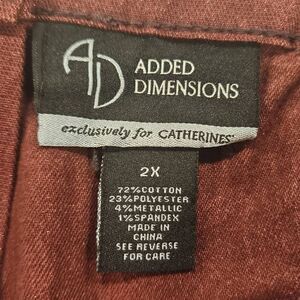 AD
ADDED
DIMENSIONS
exclusively for CATHERINES
2X
72%COTTON
23%POLYESTER
4%METALLIC
1%SPANDEX
MADE IN
CHINA
SEE REVERSE
FOR CARE